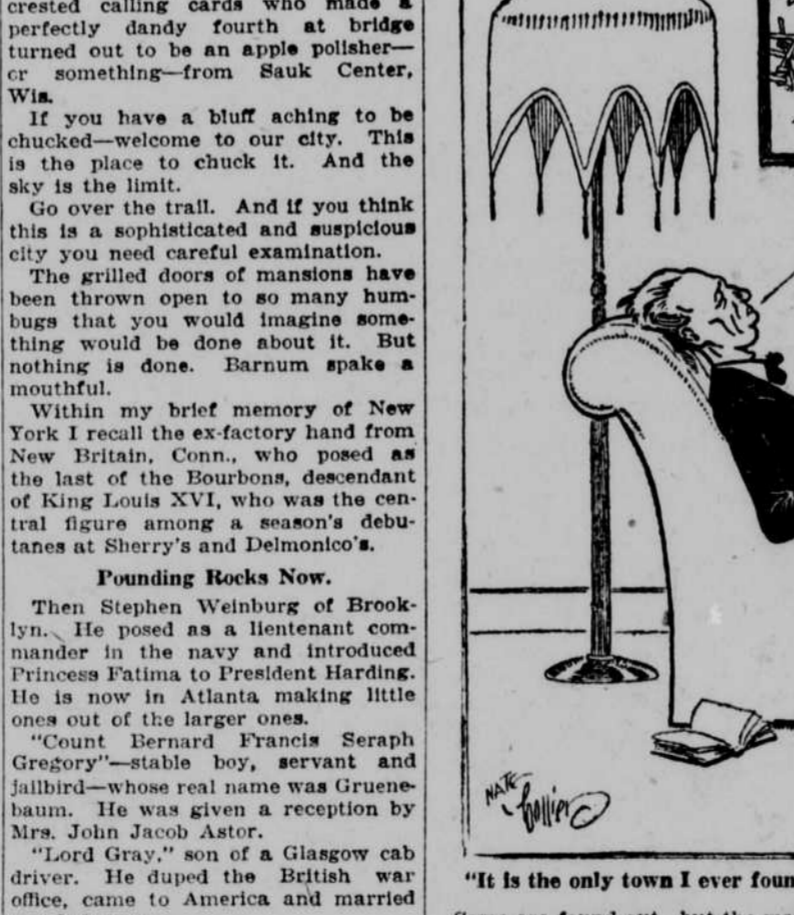 crested calling cards who made a
perfectly dandy fourth at bridge
turned out to be an apple polisher—
or something—from Sauk Center,
Wis.
If you have a bluff aching to be
chucked—welcome to our city. This
is the place to chuck it. And the
sky is the limit.
Go over the trail. And if you think
this is a sophisticated and suspicious
city you need careful examination.
The grilled doors of mansions have
been thrown open to so many hum-
bugs that you would imagine some-
thing would be done about it. But
nothing is done. Barnum spake a
mouthful.
Within my brief memory of New
York I recall the ex-factory hand from
New Britain, Conn., who posed as
the last of the Bourbons, descendant
of King Louis XVI, who was the cen-
tral figure among a season's debu-
tanes at Sherry's and Delmonico's.
Pounding Rocks Now.
Then Stephen Weinburg of Brook-
lyn. He posed as a lientenant com-
mander in the navy and introduced
Princess Fatima to President Harding.
He is now in Atlanta making little
ones out of the larger ones.
"Count Bernard Francis Seraph
Gregory"—stable boy, servant and
jailbird—whose real name was Gruene-
baum. He was given a reception by
Mrs. John Jacob Astor.
"Lord Gray," son of a Glasgow cab
driver. He duped the British war
office, came to America and married
NATE
Collier
"It is the only town I ever foun